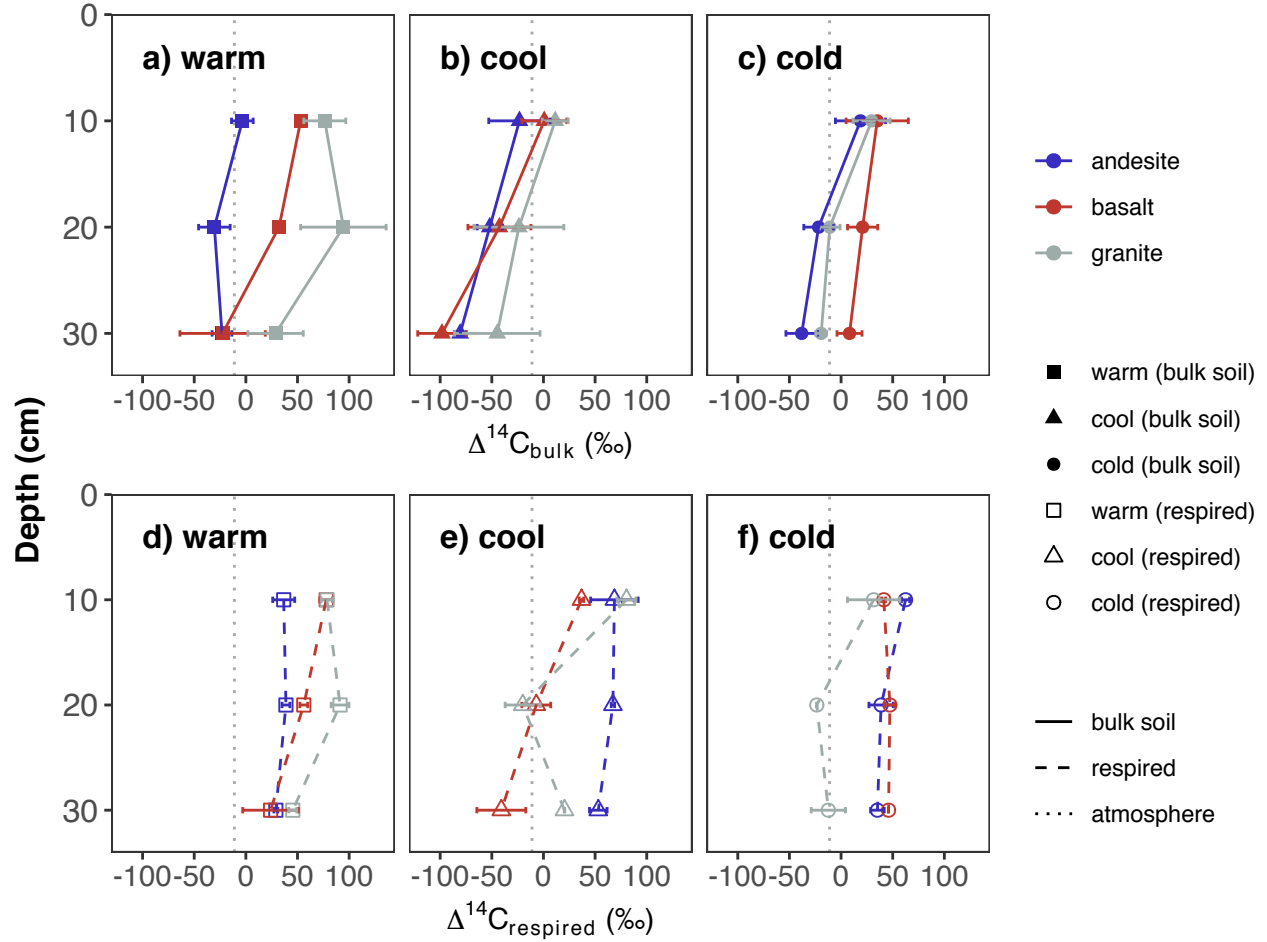 a) warm
b) cool
c) cold
0
10
20
30
-100 -50 0 50 100
-100 -50 0 50 100
-100 -50 0 50 100
Δ¹⁴C_bulk (‰)
Depth (cm)
d) warm
e) cool
f) cold
0
10
20
30
-100 -50 0 50 100
-100 -50 0 50 100
-100 -50 0 50 100
Δ¹⁴C_respired (‰)
andesite
basalt
granite
warm (bulk soil)
cool (bulk soil)
cold (bulk soil)
warm (respired)
cool (respired)
cold (respired)
bulk soil
respired
atmosphere